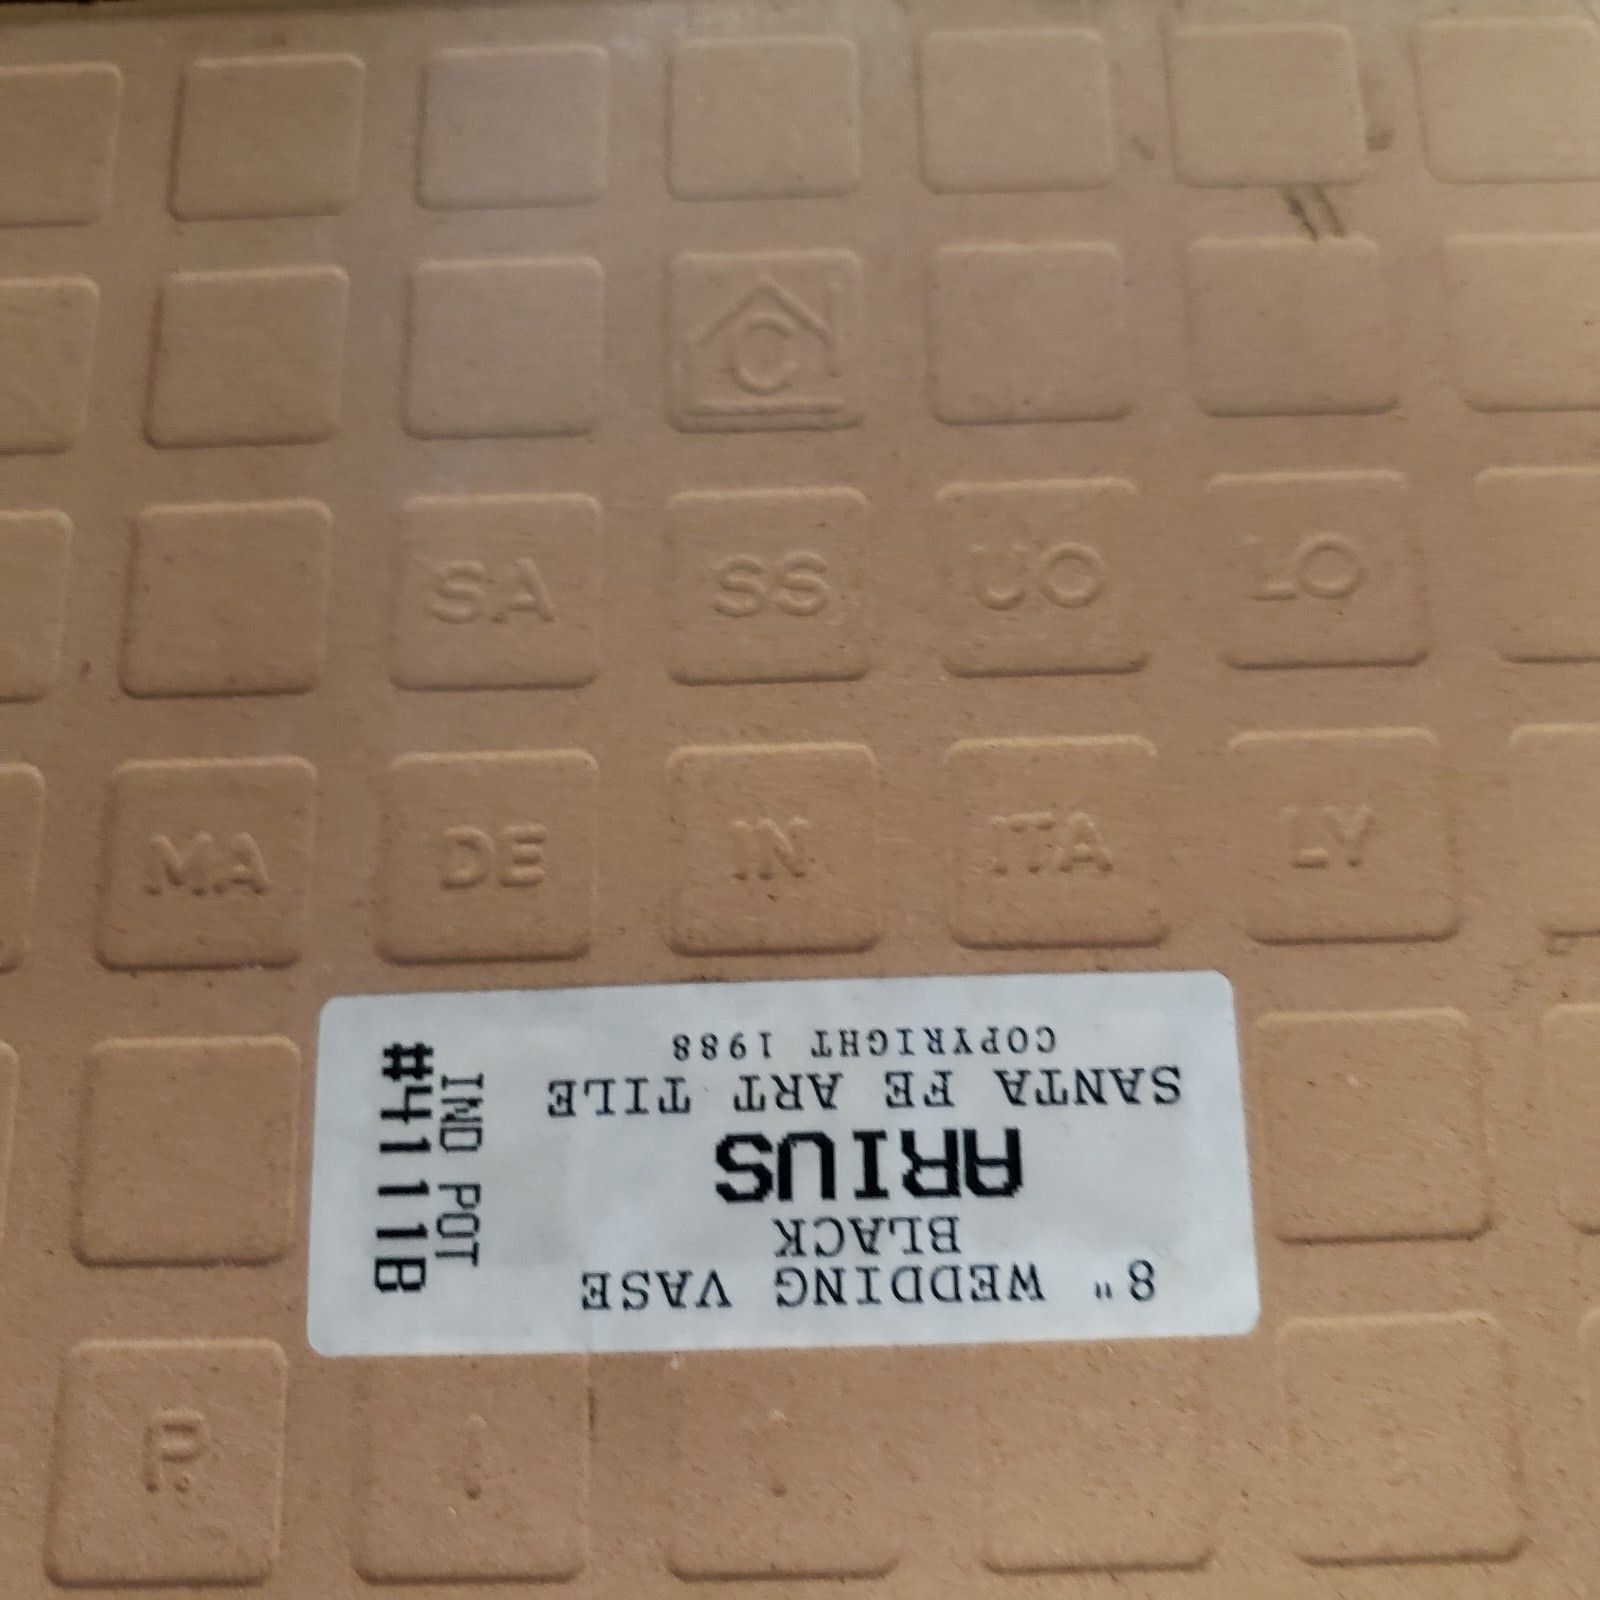 C
SA SS UO LO
MA DE IN ITA LY
8" WEDDING VASE
BLACK
ARIUS
SANTA FE ART TILE
COPYRIGHT 1988
IND POT
#41111B
P. I